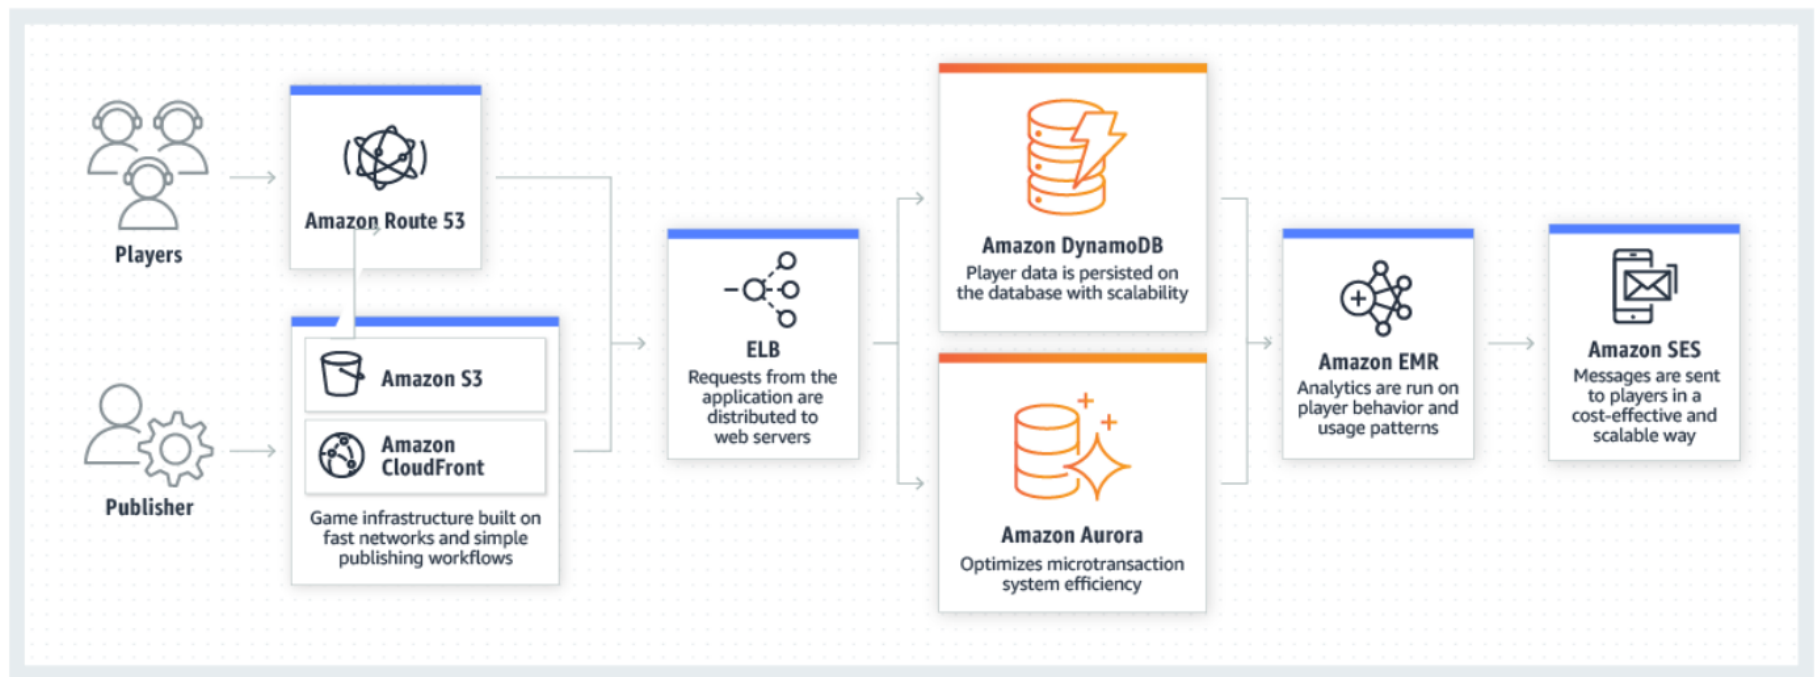 Players
Amazon Route 53
Publisher
Amazon S3
Amazon
CloudFront
Game infrastructure built on
fast networks and simple
publishing workflows
ELB
Requests from the
application are
distributed to
web servers
Amazon DynamoDB
Player data is persisted on
the database with scalability
Amazon Aurora
Optimizes microtransaction
system efficiency
Amazon EMR
Analytics are run on
player behavior and
usage patterns
Amazon SES
Messages are sent
to players in a
cost-effective and
scalable way